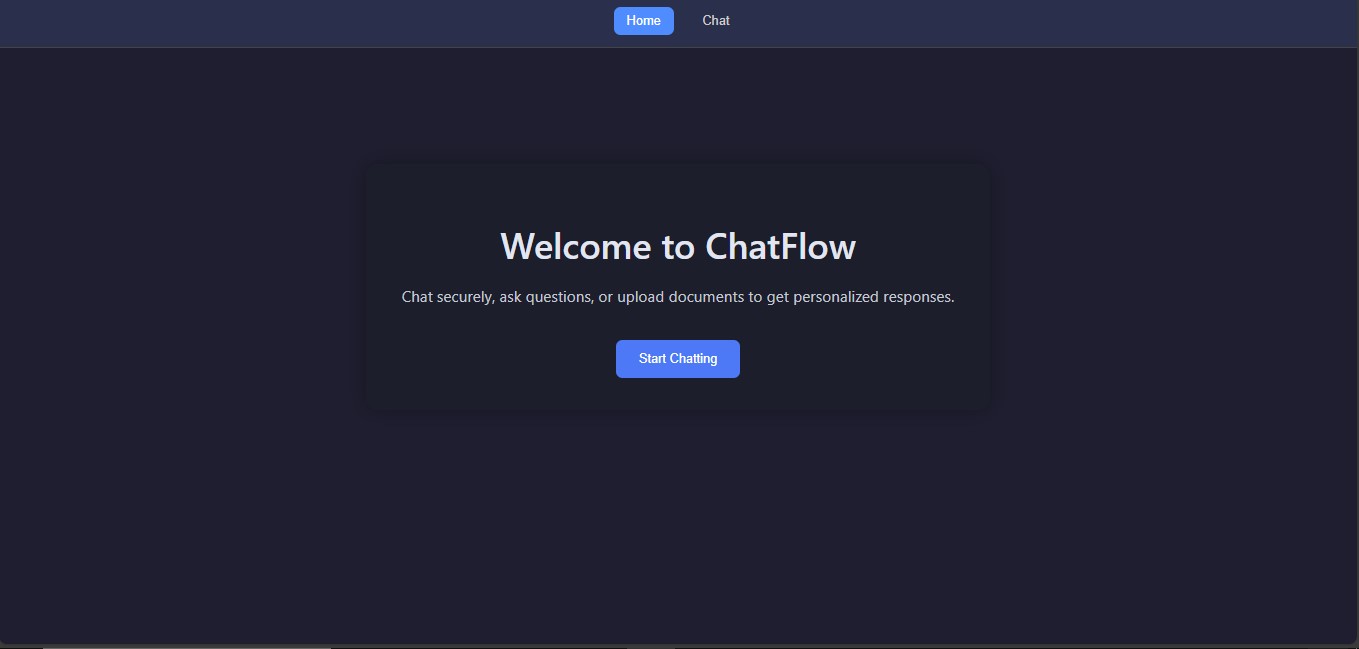 Home Chat
Welcome to ChatFlow
Chat securely, ask questions, or upload documents to get personalized responses.
Start Chatting